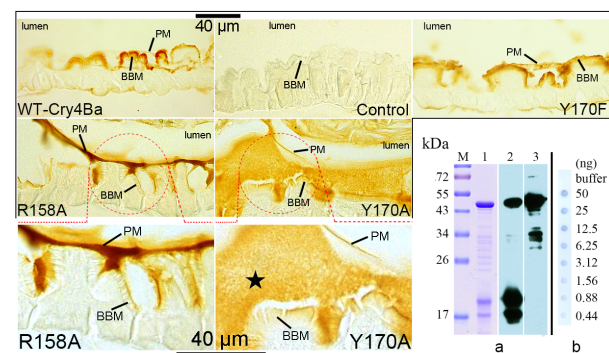 40 µm
lumen
PM
BBM
WT-Cry4Ba
lumen
BBM
Control
PM
BBM
Y170F
PM
lumen
BBM
R158A
PM
BBM
Y170A
PM
BBM
R158A
40 µm
PM
BBM
Y170A
kDa
M 1 2 3
72
55
43
34
26
17
a
(ng)
buffer
50
25
12.5
6.25
3.12
1.56
0.88
0.44
b